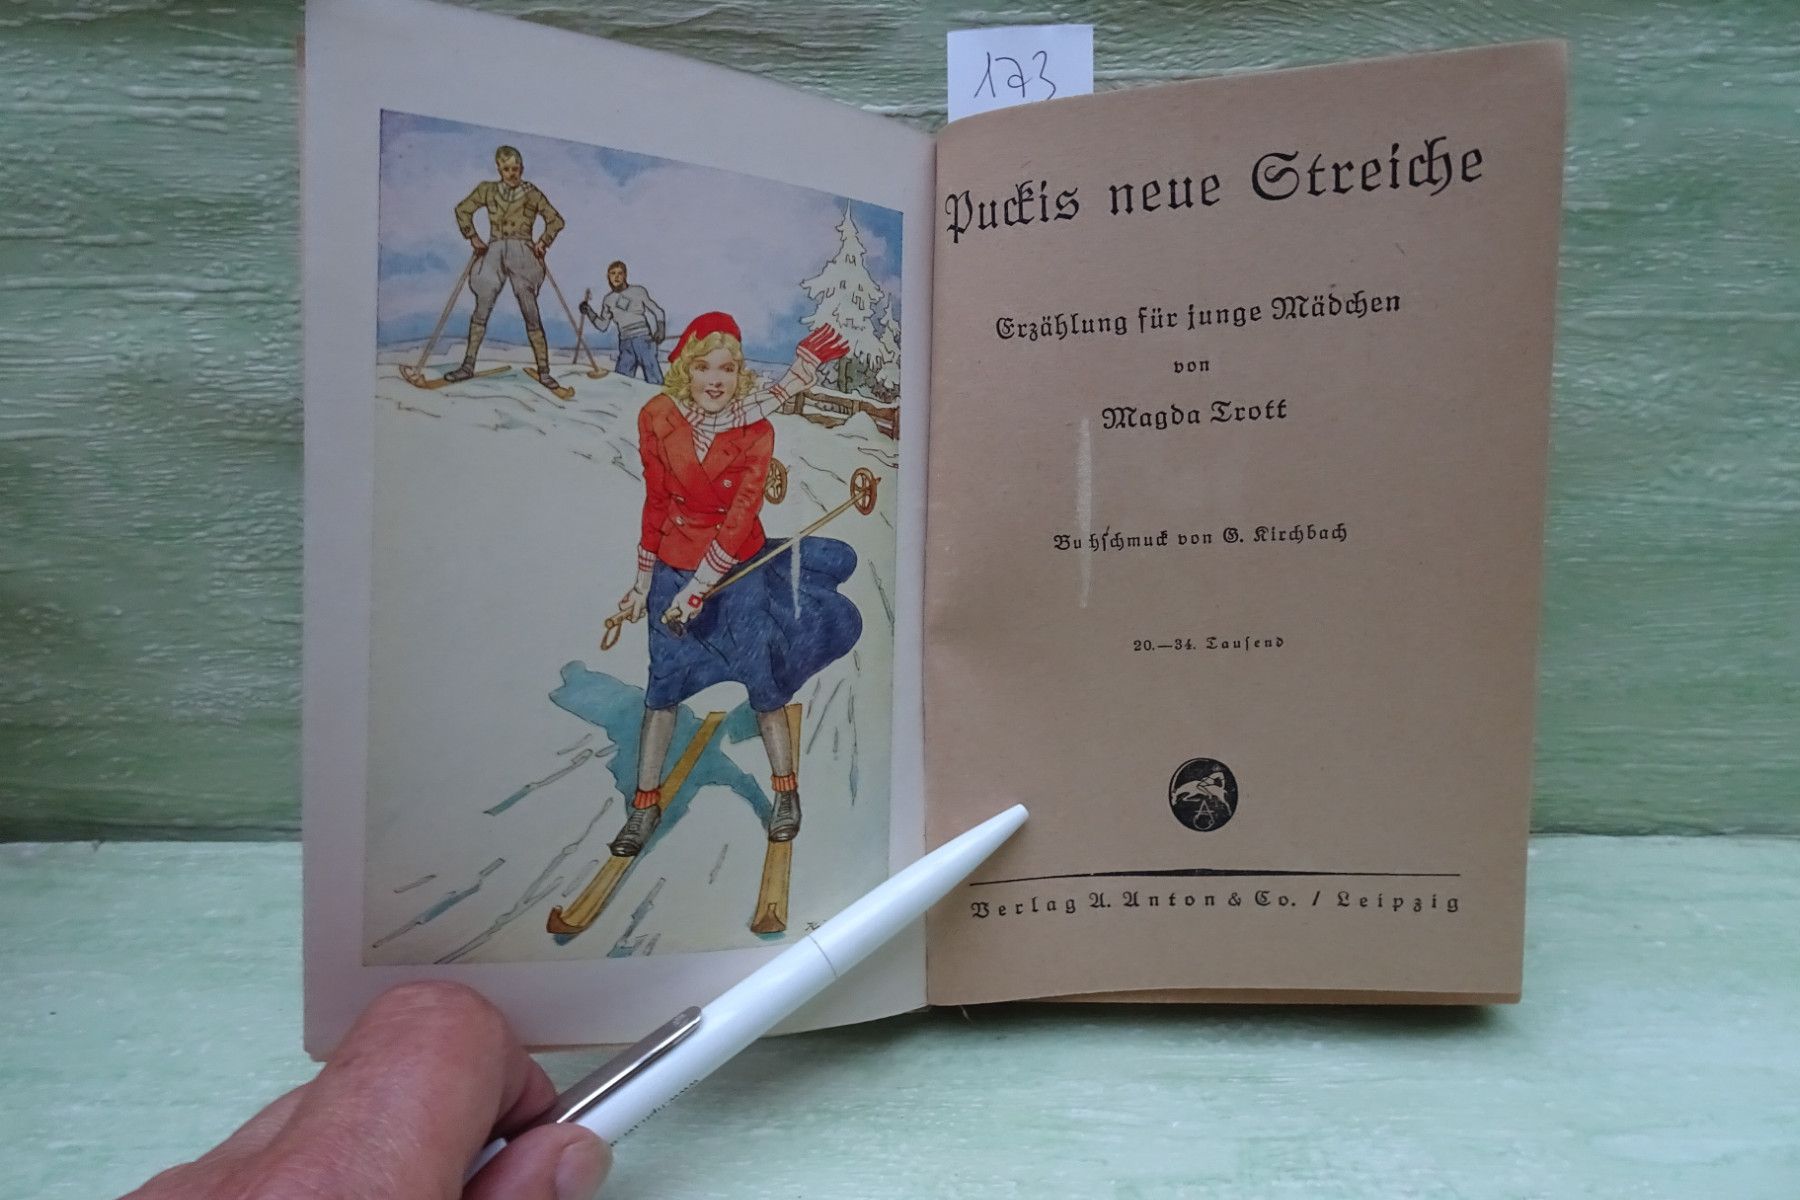 173
Puckis neue Streiche
Erzählung für junge Mädchen
von
Magda Trott
Buchschmuck von G. Kirchbach
20.—34. Tausend
Verlag A. Anton & Co. / Leipzig